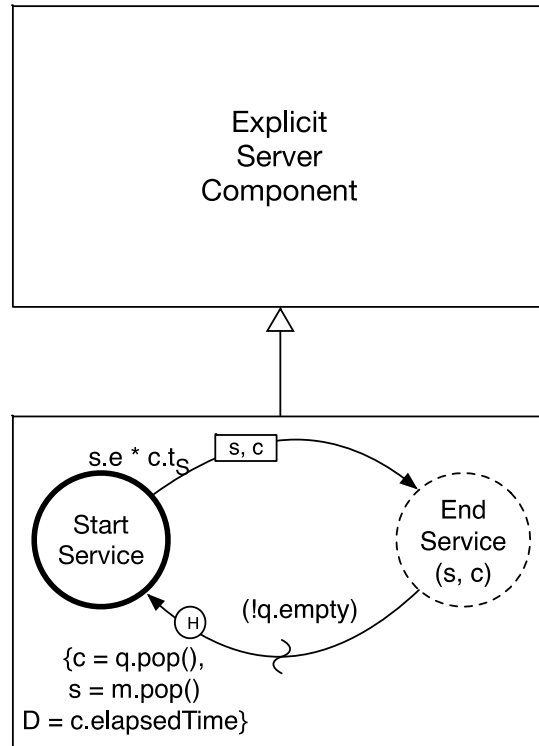 Explicit
Server
Component
s.e * c.tS
s, c
Start
Service
End
Service
(s, c)
(!q.empty)
H
{c = q.pop(),
s = m.pop()
D = c.elapsedTime}